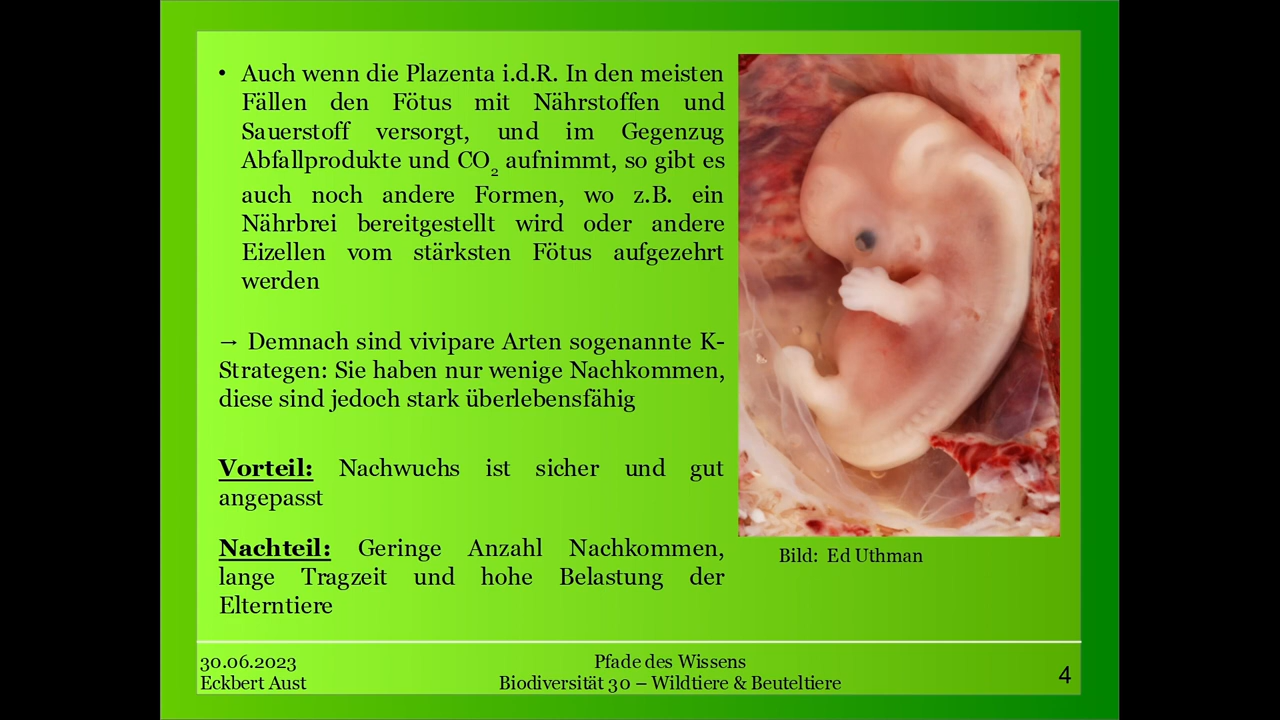 • Auch wenn die Plazenta i.d.R. In den meisten
Fällen den Fötus mit Nährstoffen und
Sauerstoff versorgt, und im Gegenzug
Abfallprodukte und CO₂ aufnimmt, so gibt es
auch noch andere Formen, wo z.B. ein
Nährbrei bereitgestellt wird oder andere
Eizellen vom stärksten Fötus aufgezehrt
werden
→ Demnach sind vivipare Arten sogenannte K-
Strategen: Sie haben nur wenige Nachkommen,
diese sind jedoch stark überlebensfähig
Vorteil: Nachwuchs ist sicher und gut
angepasst
Nachteil: Geringe Anzahl Nachkommen,
lange Tragzeit und hohe Belastung der
Elterntiere
Bild: Ed Uthman
30.06.2023
Eckbert Aust
Pfade des Wissens
Biodiversität 30 – Wildtiere & Beuteltiere
4